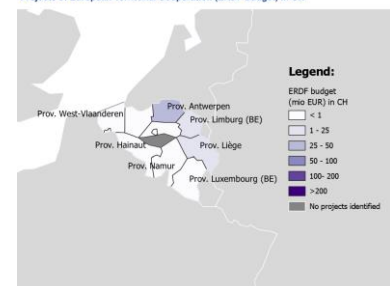 Legend:
ERDF budget
(mio EUR) in CH
< 1
1 - 25
25 - 50
50 - 100
100- 200
>200
No projects identified
Prov. Antwerpen
Prov. West-Vlaanderen
Prov. Limburg (BE)
Prov. Hainaut
Prov. Liège
Prov. Namur
Prov. Luxembourg (BE)